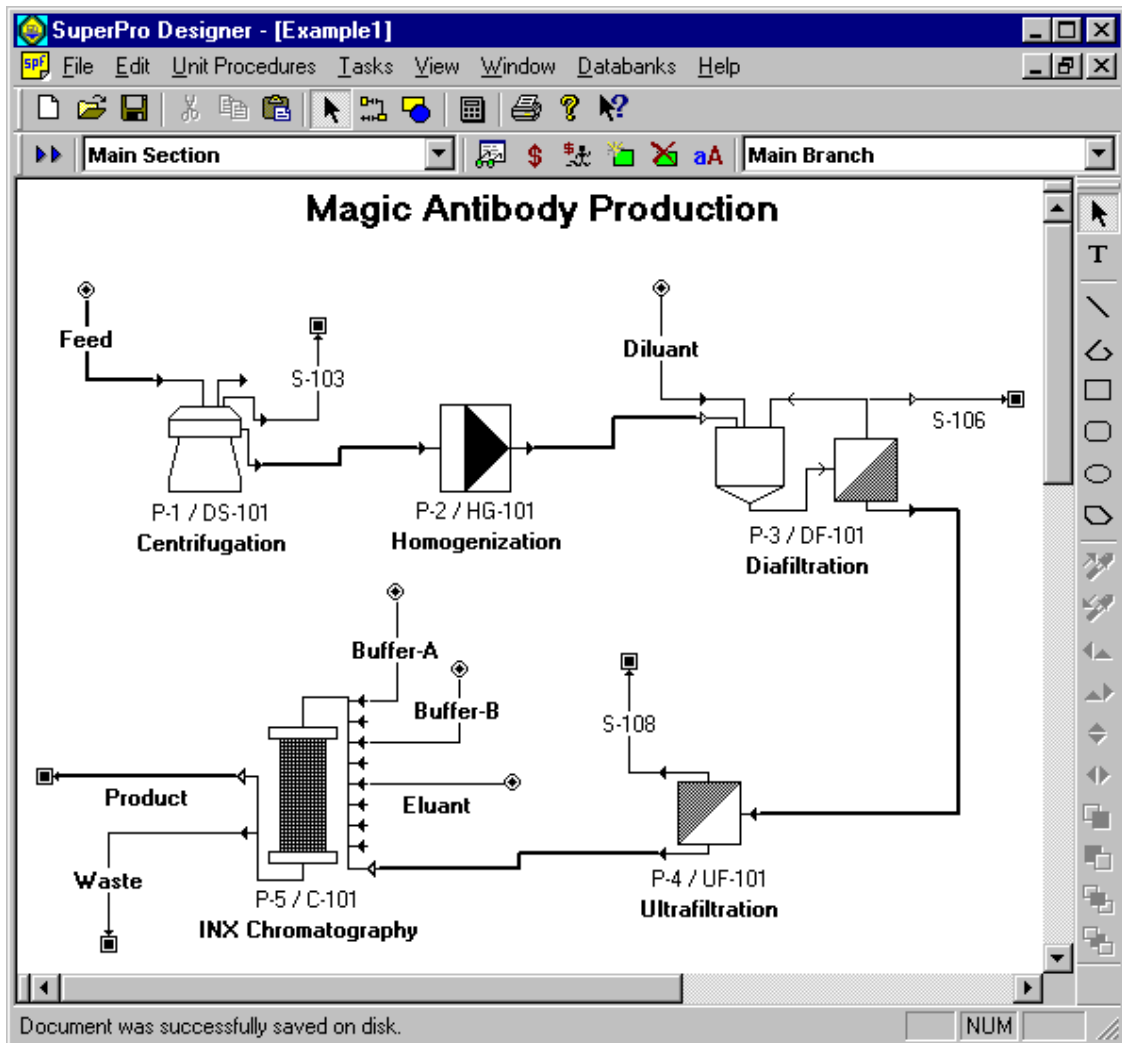 SuperPro Designer - [Example1]
spf File Edit Unit Procedures Tasks View Window Databanks Help
Main Section
$ $ aA
Main Branch
Magic Antibody Production
T
Feed
S-103
Diluant
S-106
P-1 / DS-101
Centrifugation
P-2 / HG-101
Homogenization
P-3 / DF-101
Diafiltration
Buffer-A
Buffer-B
S-108
Product
Eluant
Waste
P-5 / C-101
INX Chromatography
P-4 / UF-101
Ultrafiltration
Document was successfully saved on disk.
NUM